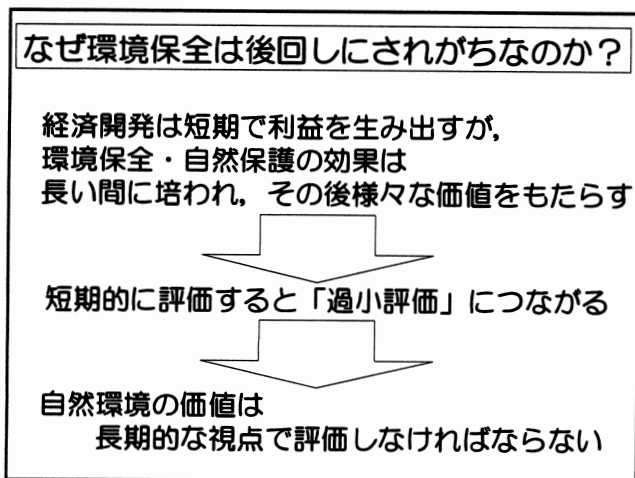 なぜ環境保全は後回しにされがちなのか？
経済開発は短期で利益を生み出すが，
環境保全・自然保護の効果は
長い間に培われ，その後様々な価値をもたらす
短期的に評価すると「過小評価」につながる
自然環境の価値は
長期的な視点で評価しなければならない